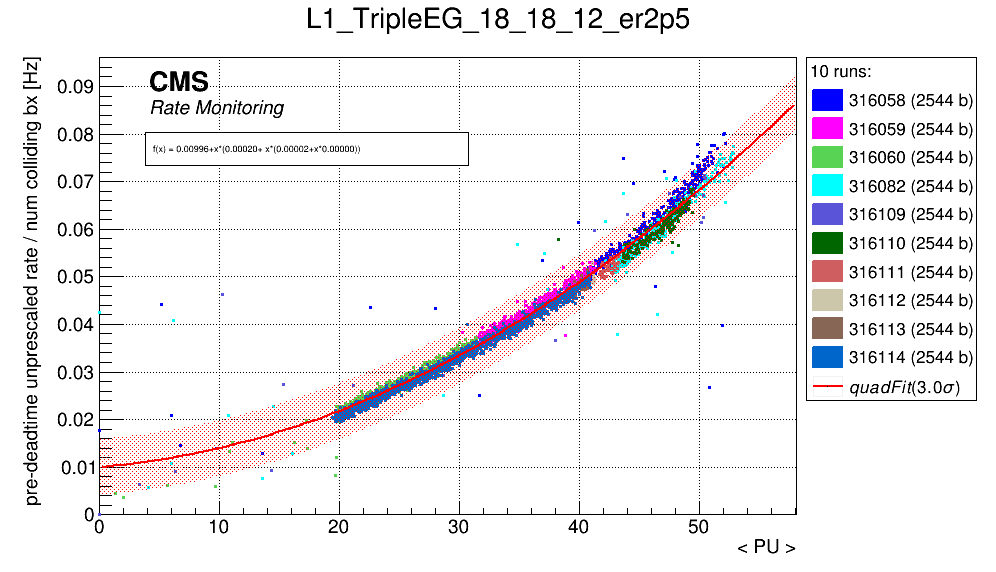 L1_TripleEG_18_18_12_er2p5
pre-deadtime unprescaled rate / num colliding bx [Hz]
0.09
0.08
0.07
0.06
0.05
0.04
0.03
0.02
0.01
0
CMS
Rate Monitoring
f(x) = 0.00996+x*(0.00020+ x*(0.00002+x*0.00000))
0 10 20 30 40 50
< PU >
10 runs:
316058 (2544 b)
316059 (2544 b)
316060 (2544 b)
316082 (2544 b)
316109 (2544 b)
316110 (2544 b)
316111 (2544 b)
316112 (2544 b)
316113 (2544 b)
316114 (2544 b)
quadFit(3.0σ)